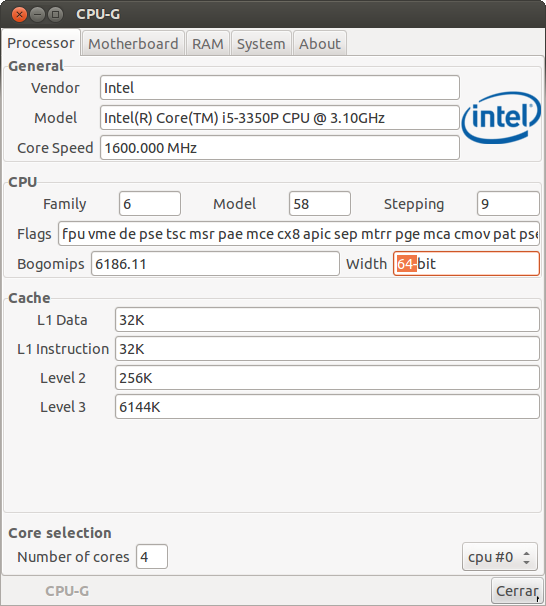 CPU-G
Processor Motherboard RAM System About
General
Vendor Intel
Model Intel(R) Core(TM) i5-3350P CPU @ 3.10GHz
intel
Core Speed 1600.000 MHz
CPU
Family 6 Model 58 Stepping 9
Flags fpu vme de pse tsc msr pae mce cx8 apic sep mtrr pge mca cmov pat pse
Bogomips 6186.11 Width 64-bit
Cache
L1 Data 32K
L1 Instruction 32K
Level 2 256K
Level 3 6144K
Core selection
Number of cores 4 cpu #0
CPU-G Cerrar